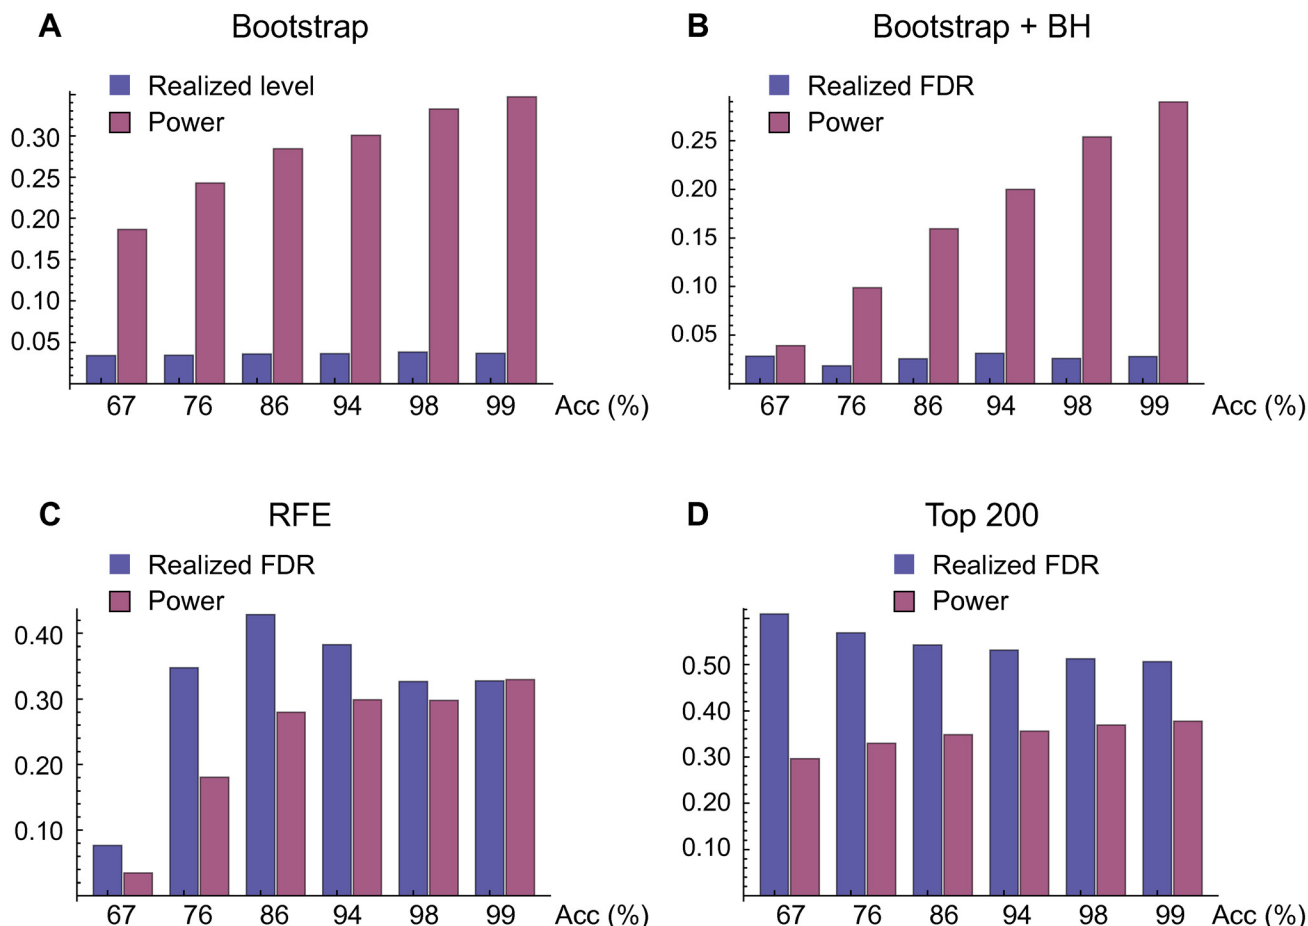 A Bootstrap
Realized level
Power
0.30
0.25
0.20
0.15
0.10
0.05
67 76 86 94 98 99 Acc (%)
B Bootstrap + BH
Realized FDR
Power
0.25
0.20
0.15
0.10
0.05
67 76 86 94 98 99 Acc (%)
C RFE
Realized FDR
Power
0.40
0.30
0.20
0.10
67 76 86 94 98 99 Acc (%)
D Top 200
Realized FDR
Power
0.50
0.40
0.30
0.20
0.10
67 76 86 94 98 99 Acc (%)